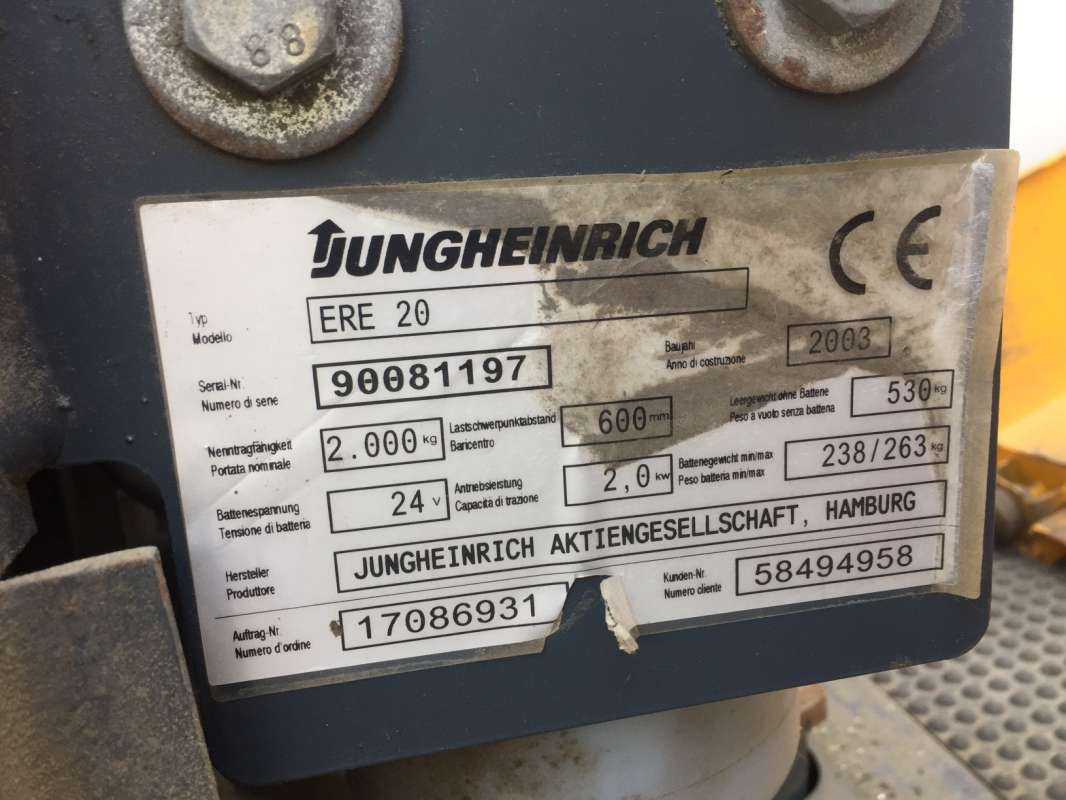 8.8
JUNGHEINRICH
CE
Typ
Modello
ERE 20
Serial-Nr.
Numero di serie
90081197
Baujahr
Anno di costruzione
2003
Nenntragfähigkeit
Portata nominale
2.000 kg
Lastschwerpunktabstand
Baricentro
600 mm
Leergewicht ohne Batterie
Peso a vuoto senza batteria
530 kg
Batteriespannung
Tensione di batteria
24 V
Antriebsleistung
Capacità di trazione
2,0 kW
Batteriegewicht min/max
Peso batteria min/max
238/263 kg
Hersteller
Produttore
JUNGHEINRICH AKTIENGESELLSCHAFT, HAMBURG
Auftrag-Nr.
Numero d'ordine
17086931
Kunden-Nr.
Numero cliente
58494958